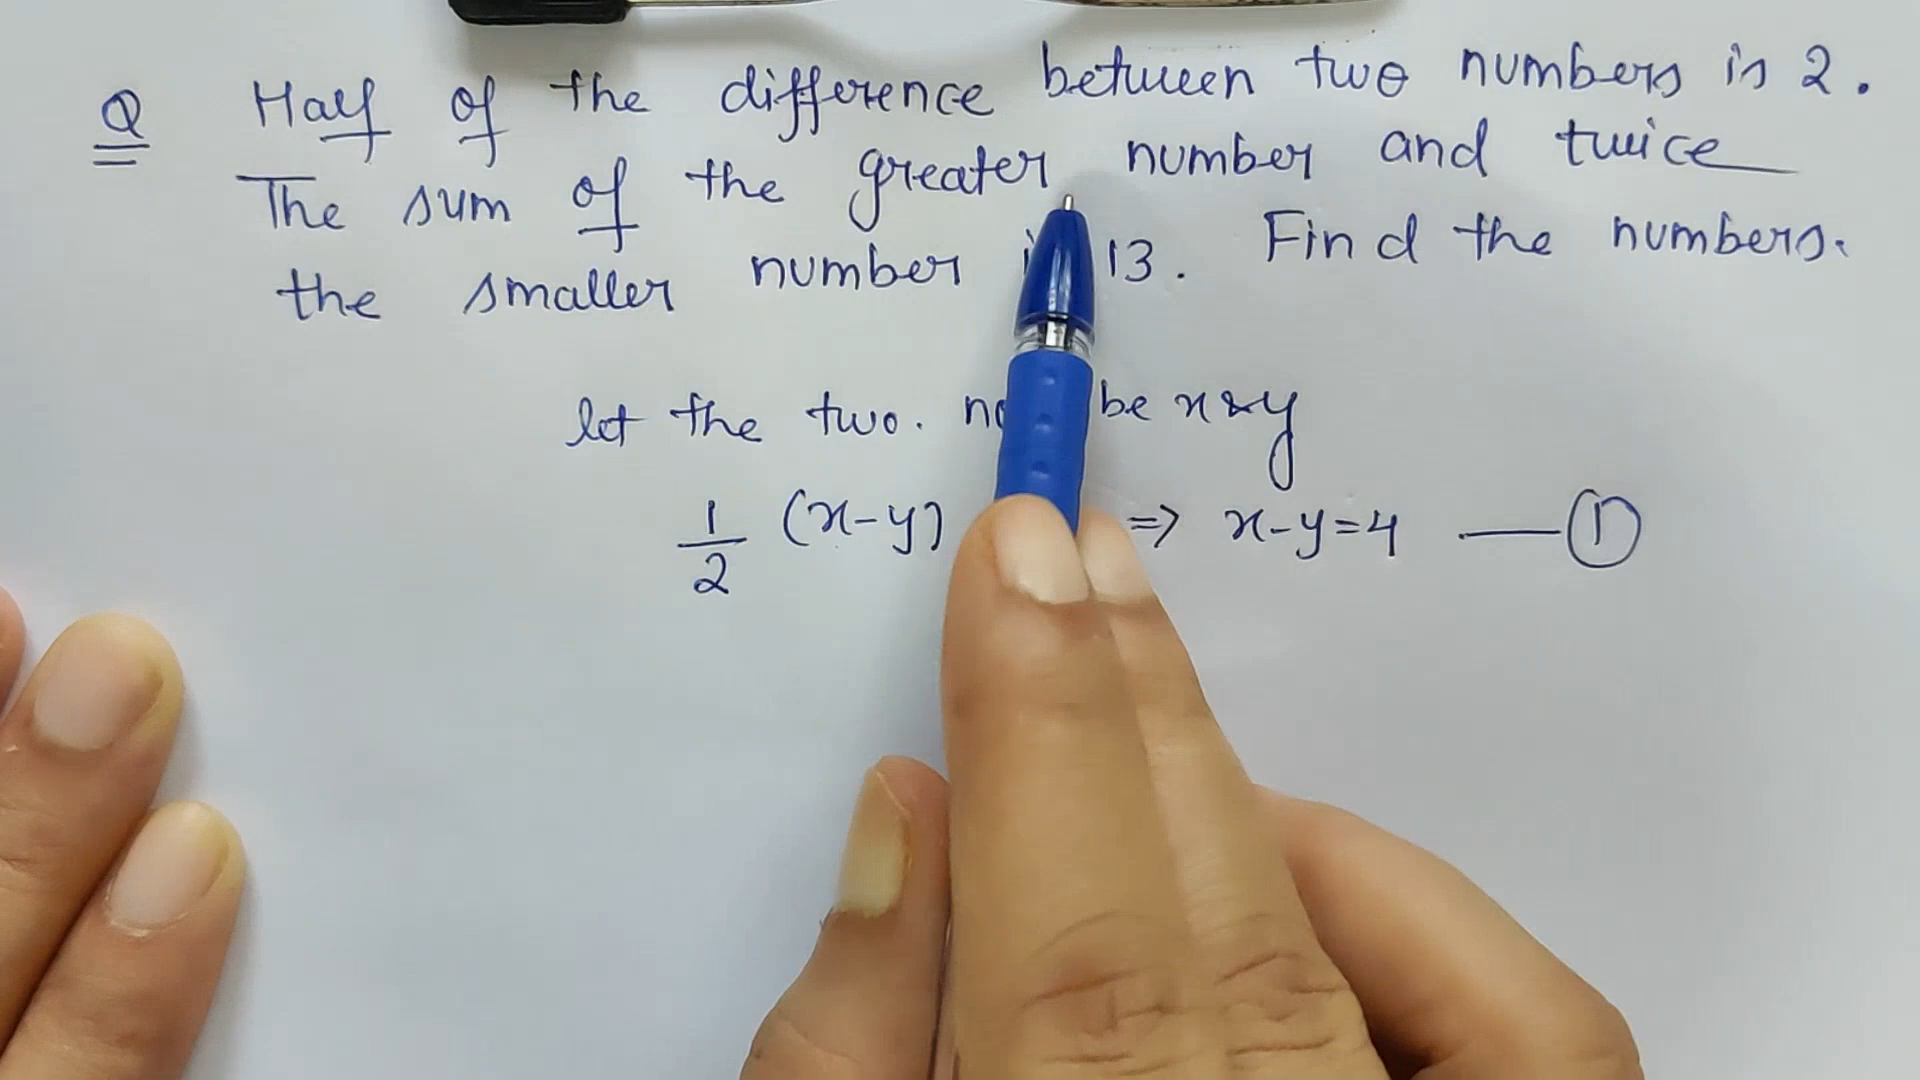 Q Half of the difference between two numbers is 2.
The sum of the greater number and twice
the smaller number 13. Find the numbers.
let the two. be x & y
1/2 (x-y) => x-y=4 — ①